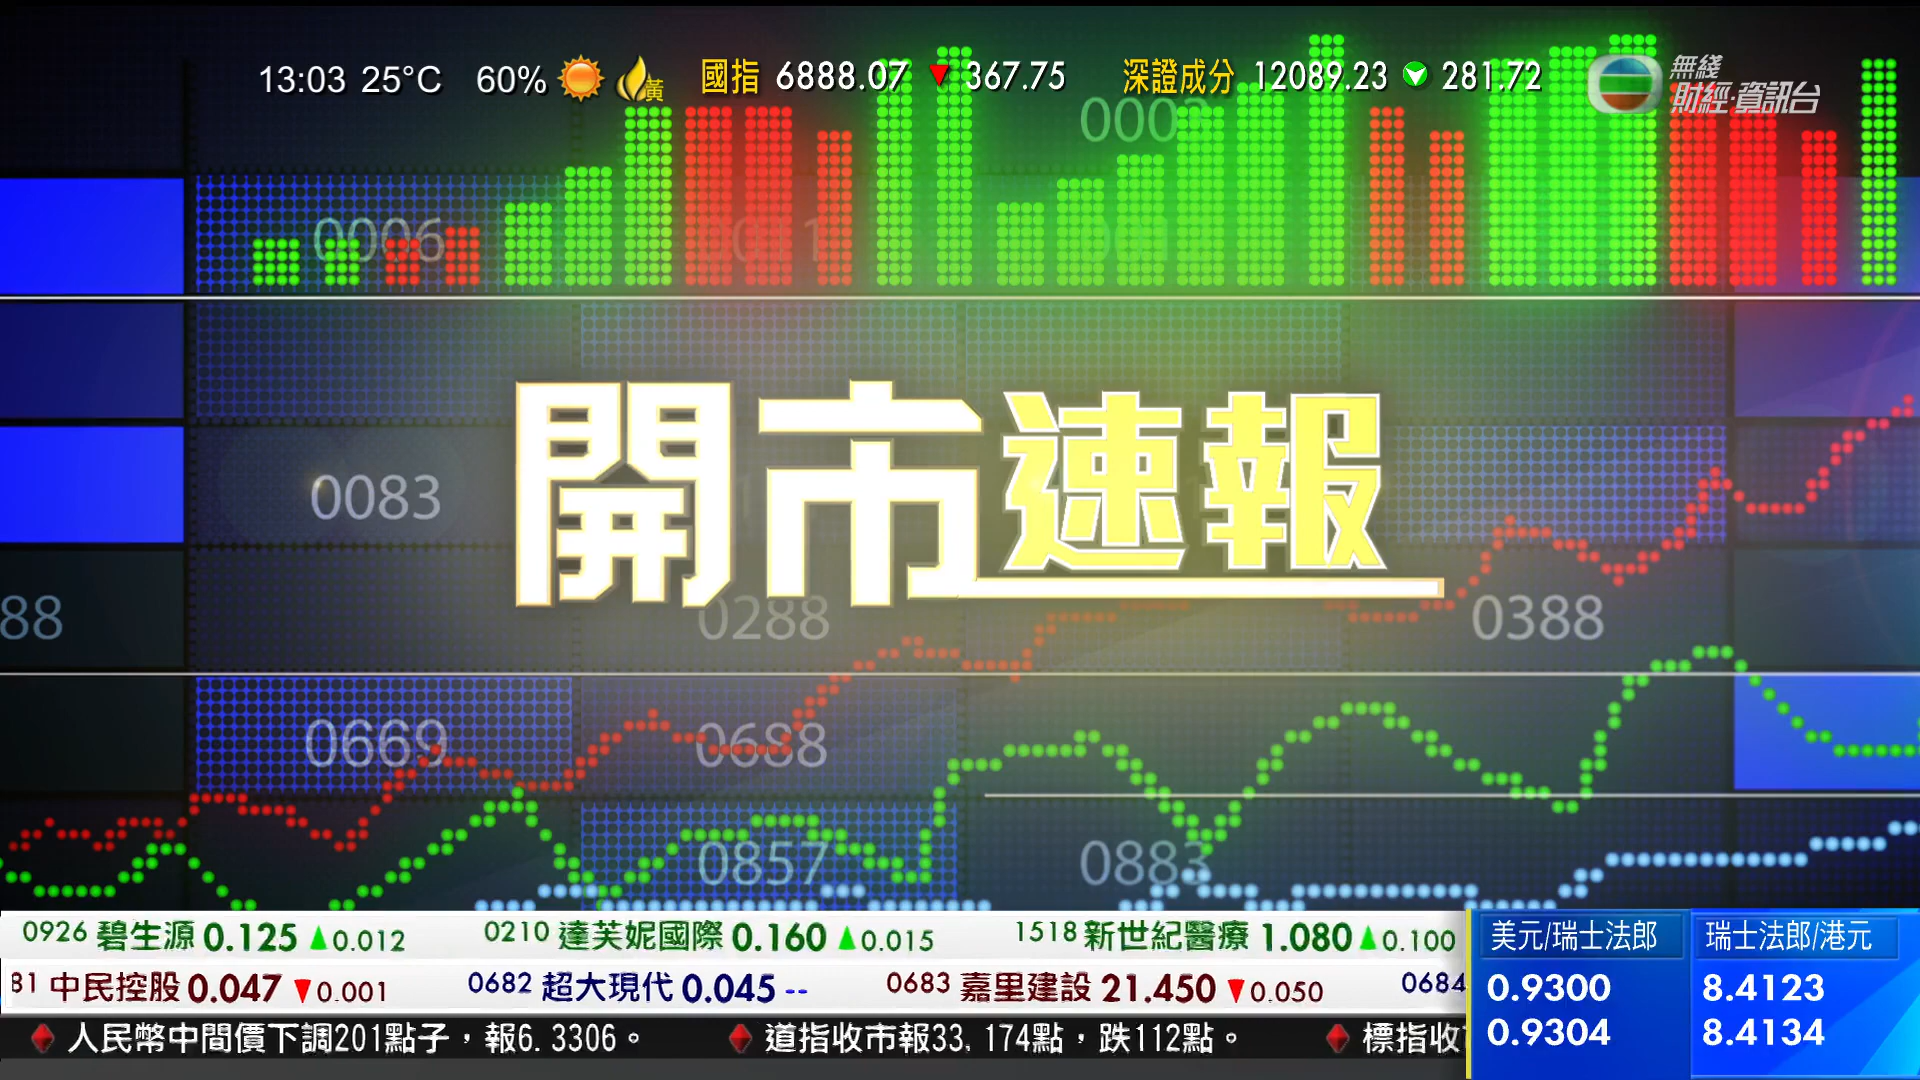 13:03 25°C 60% 黃 國指 6888.07 ▼ 367.75 深證成分 12089.23 281.72
無綫
財經·資訊台
0003
0006
0011
開市速報
0083
88
0288
0388
0669
0688
0857
0883
0926 碧生源 0.125 ▲ 0.012 0210 達芙妮國際 0.160 ▲ 0.015 1518 新世紀醫療 1.080 ▲ 0.100
81 中民控股 0.047 ▼ 0.001 0682 超大現代 0.045 -- 0683 嘉里建設 21.450 ▼ 0.050 0684
人民幣中間價下調201點子，報6.3306。 道指收市報33,174點，跌112點。 標指收
美元/瑞士法郎
0.9300
0.9304
瑞士法郎/港元
8.4123
8.4134